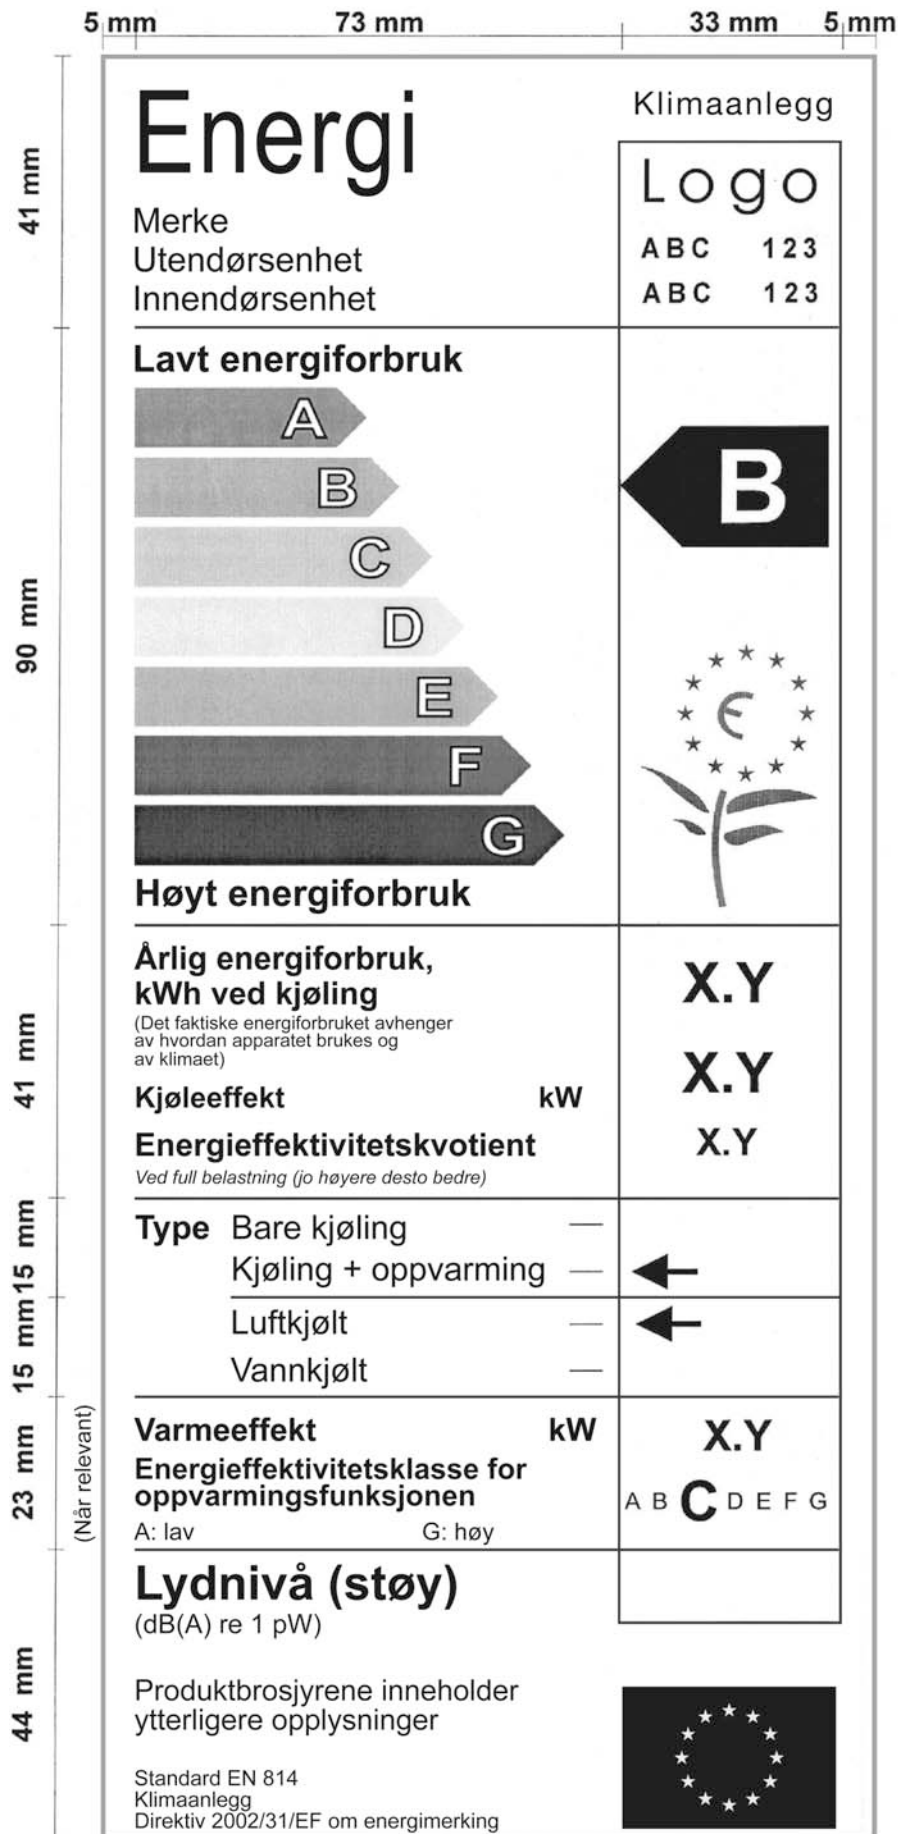 5 mm 73 mm 33 mm 5 mm
41 mm
Energi
Klimaanlegg
Logo
Merke
Utendørsenhet
ABC 123
Innendørsenhet
ABC 123
90 mm
Lavt energiforbruk
A
B
B
C
D
E
F
G
Høyt energiforbruk
41 mm
Årlig energiforbruk,
kWh ved kjøling
X.Y
(Det faktiske energiforbruket avhenger
av hvordan apparatet brukes og
av klimaet)
Kjøleeffekt kW X.Y
Energieffektivitetskvotient X.Y
Ved full belastning (jo høyere desto bedre)
15 mm
Type Bare kjøling —
Kjøling + oppvarming —
15 mm
Luftkjølt —
Vannkjølt —
23 mm
(Når relevant)
Varmeeffekt kW X.Y
Energieffektivitetsklasse for
oppvarmingsfunksjonen
A B C D E F G
A: lav G: høy
44 mm
Lydnivå (støy)
(dB(A) re 1 pW)
Produktbrosjyrene inneholder
ytterligere opplysninger
Standard EN 814
Klimaanlegg
Direktiv 2002/31/EF om energimerking